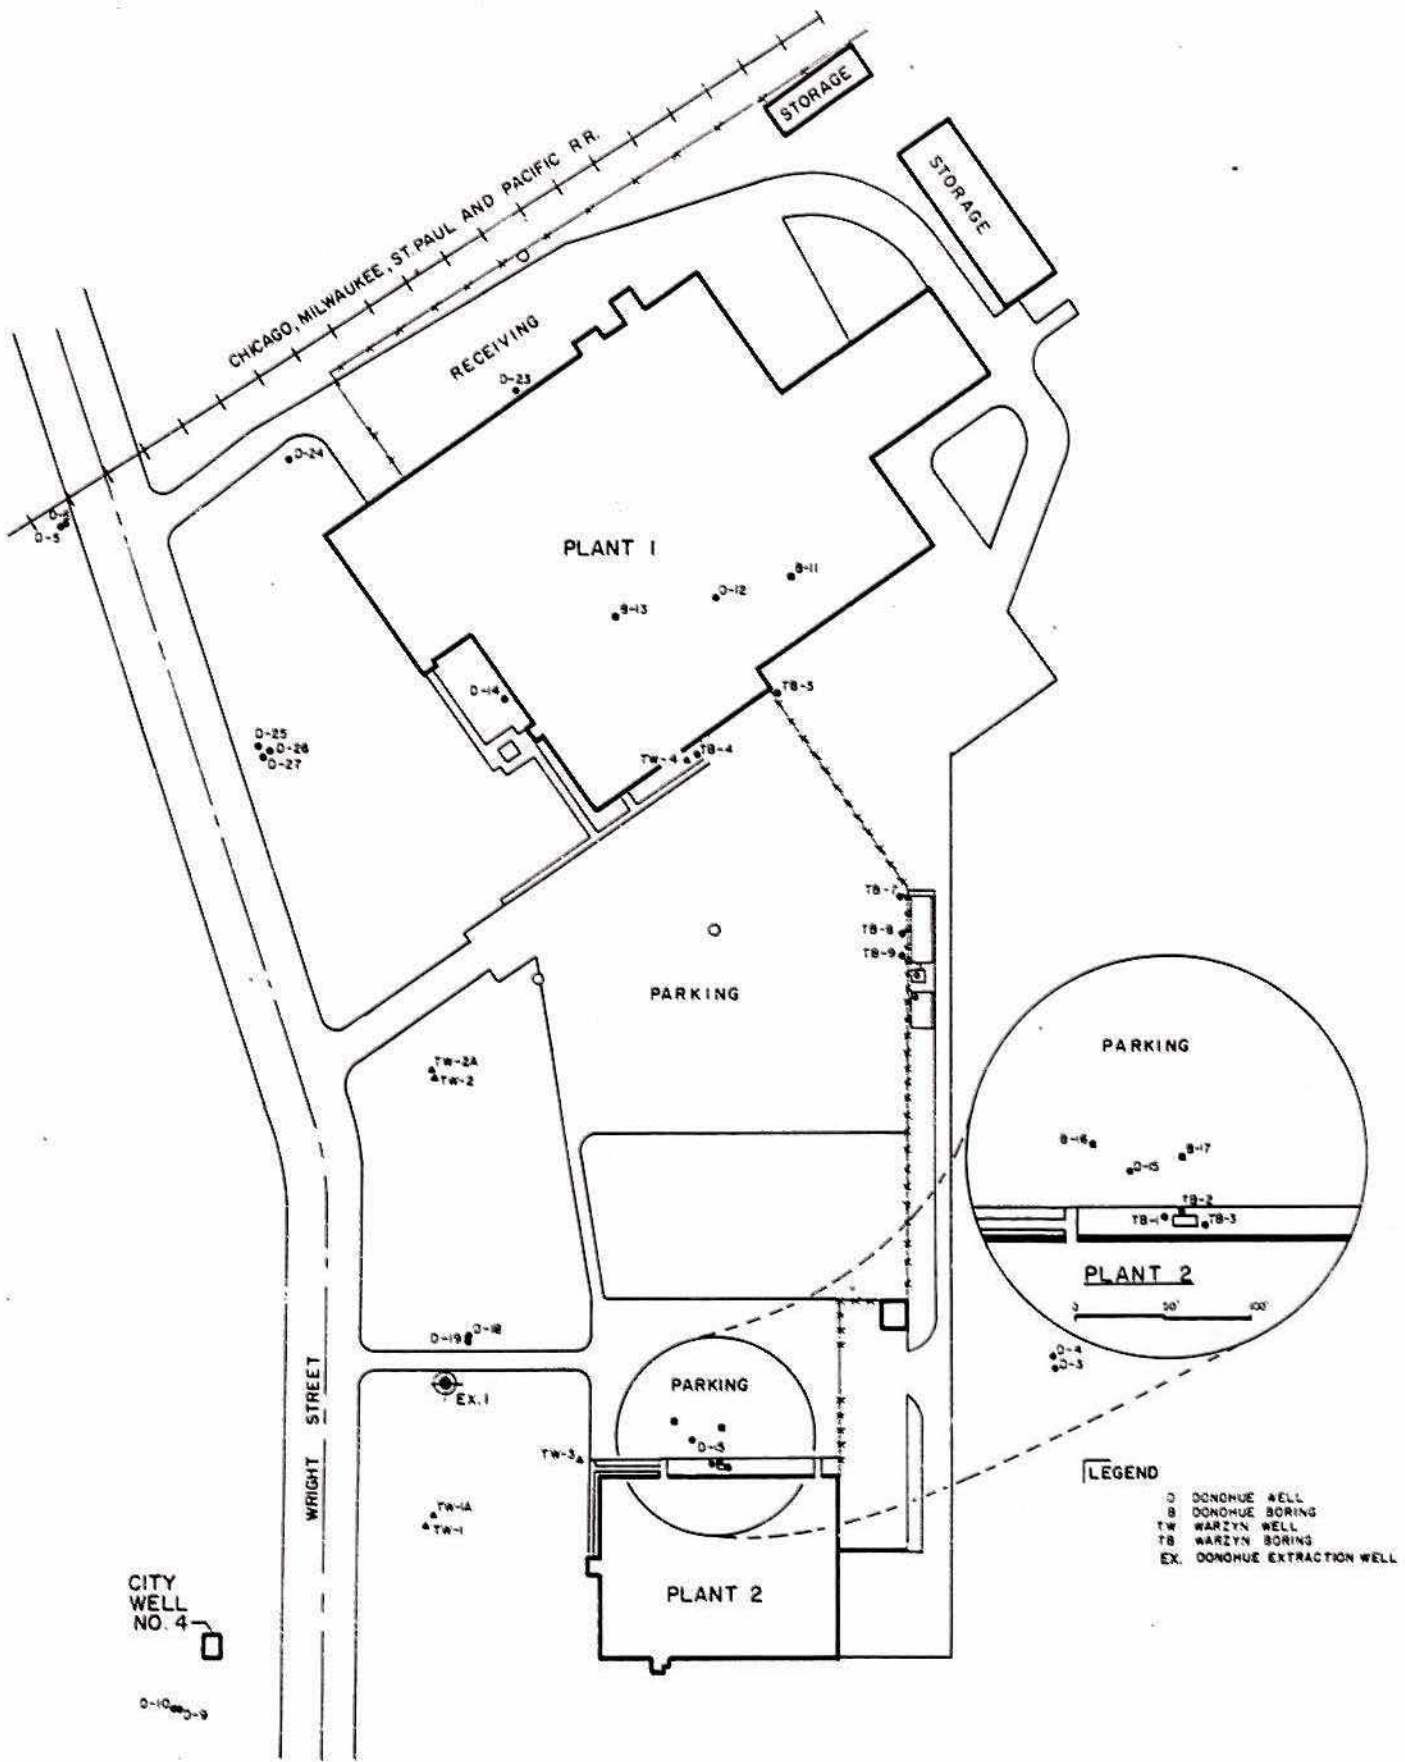 STORAGE
STORAGE
CHICAGO, MILWAUKEE, ST. PAUL AND PACIFIC R.R.
RECEIVING
D-23
D-24
D-5
PLANT 1
B-11
D-12
B-13
D-14
TB-5
D-25
D-26
D-27
TB-4
TW-4
TB-7
TB-8
TB-9
PARKING
TW-2A
TW-2
PARKING
B-16
B-17
D-15
TB-2
TB-1
TB-3
PLANT 2
0 50' 100'
D-18
D-19
D-4
D-3
EX. 1
WRIGHT STREET
PARKING
D-15
TW-3
TW-1A
TW-1
PLANT 2
LEGEND
D DONOHUE WELL
B DONOHUE BORING
TW WARZYN WELL
TB WARZYN BORING
EX. DONOHUE EXTRACTION WELL
CITY
WELL
NO. 4
D-10
D-9